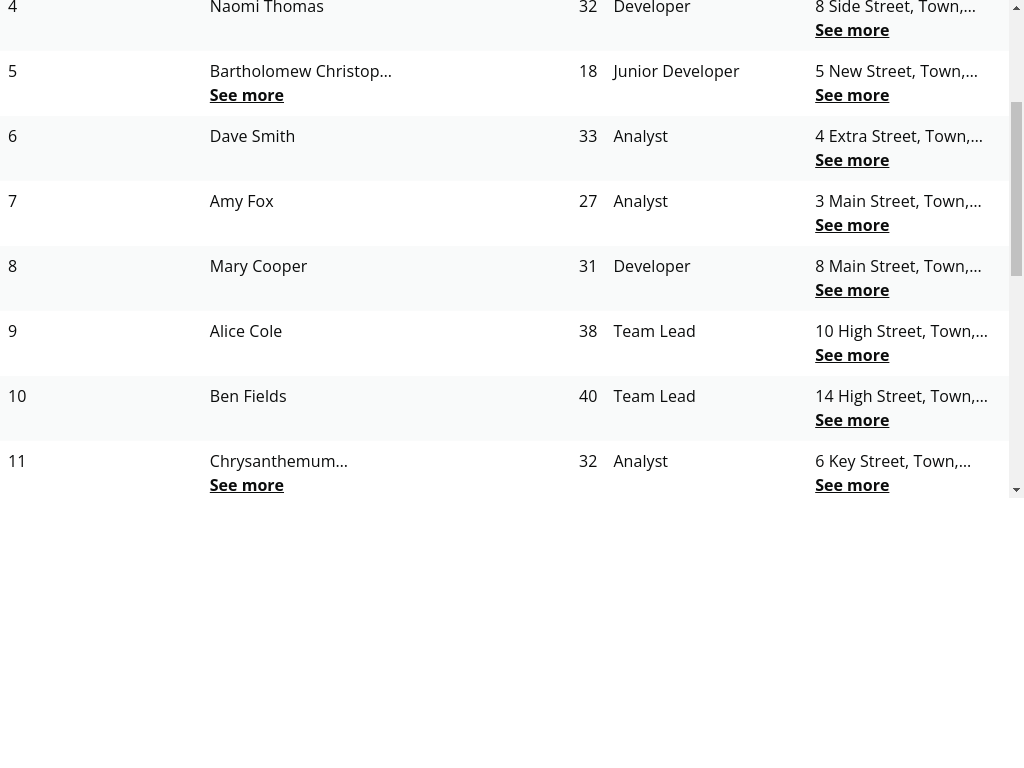 4 Naomi Thomas 32 Developer 8 Side Street, Town,...
See more
5 Bartholomew Christop... 18 Junior Developer 5 New Street, Town,...
See more See more
6 Dave Smith 33 Analyst 4 Extra Street, Town,...
See more
7 Amy Fox 27 Analyst 3 Main Street, Town,...
See more
8 Mary Cooper 31 Developer 8 Main Street, Town,...
See more
9 Alice Cole 38 Team Lead 10 High Street, Town,...
See more
10 Ben Fields 40 Team Lead 14 High Street, Town,...
See more
11 Chrysanthemum... 32 Analyst 6 Key Street, Town,...
See more See more